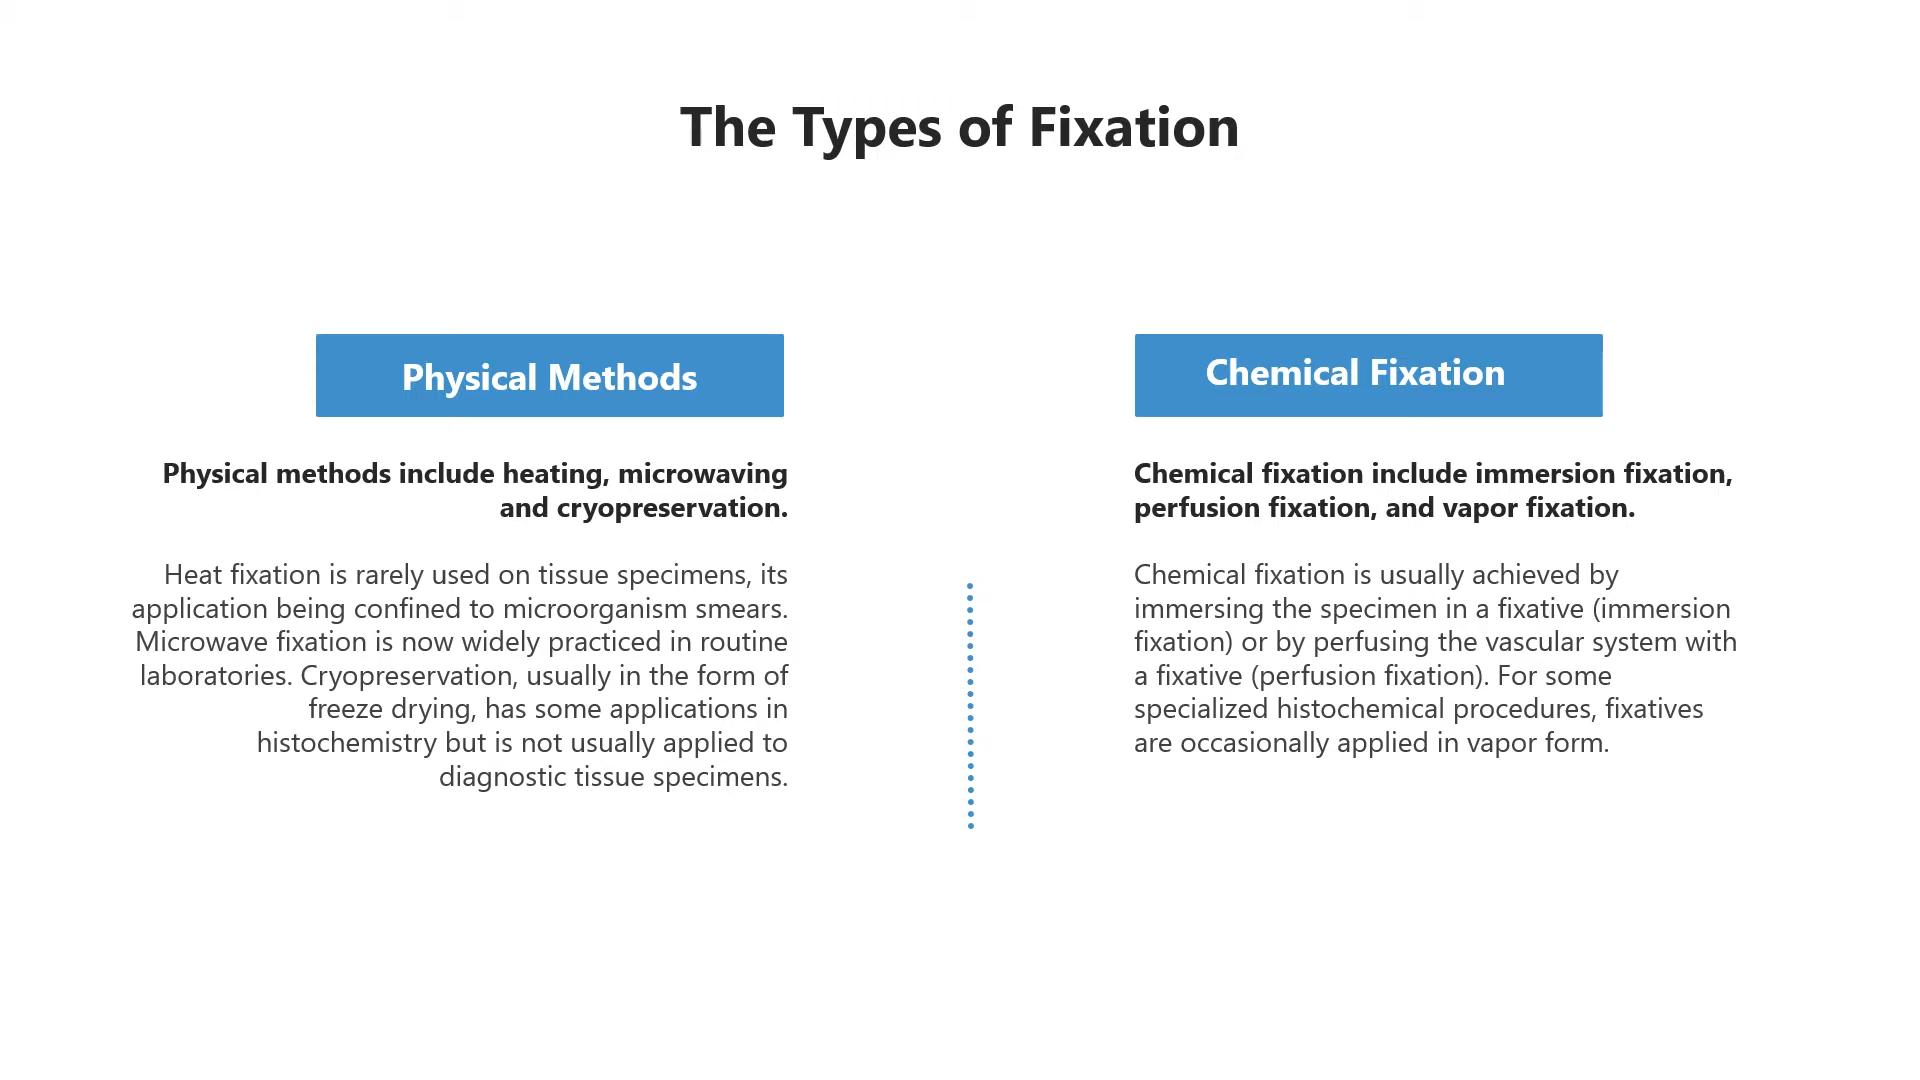 The Types of Fixation
Physical Methods
Physical methods include heating, microwaving
and cryopreservation.
Heat fixation is rarely used on tissue specimens, its
application being confined to microorganism smears.
Microwave fixation is now widely practiced in routine
laboratories. Cryopreservation, usually in the form of
freeze drying, has some applications in
histochemistry but is not usually applied to
diagnostic tissue specimens.
Chemical Fixation
Chemical fixation include immersion fixation,
perfusion fixation, and vapor fixation.
Chemical fixation is usually achieved by
immersing the specimen in a fixative (immersion
fixation) or by perfusing the vascular system with
a fixative (perfusion fixation). For some
specialized histochemical procedures, fixatives
are occasionally applied in vapor form.